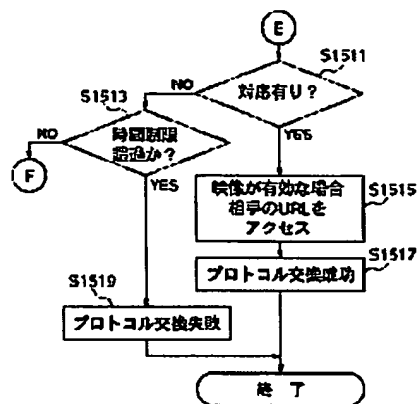 E
S1511
対応有り？
NO
YES
S1513
時間制限
超過か？
NO
YES
F
映像が有効な場合
相手のURLを
アクセス
S1515
プロトコル交換成功
S1517
S1519
プロトコル交換失敗
終了